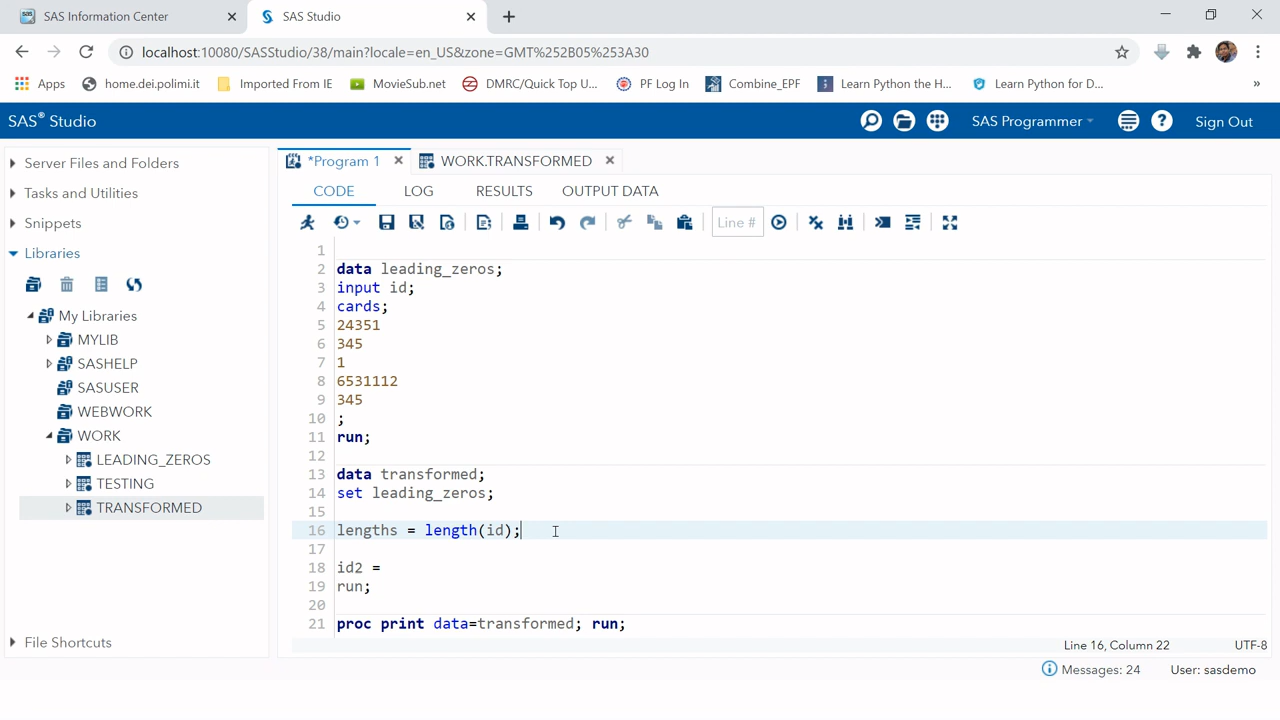 SAS Information Center
SAS Studio
localhost:10080/SASStudio/38/main?locale=en_US&zone=GMT%252B05%253A30
Apps
home.dei.polimi.it
Imported From IE
MovieSub.net
DMRC/Quick Top U...
PF Log In
Combine_EPF
Learn Python the H...
Learn Python for D...
»
SAS® Studio
SAS Programmer
Sign Out
Server Files and Folders
Tasks and Utilities
Snippets
Libraries
My Libraries
MYLIB
SASHELP
SASUSER
WEBWORK
WORK
LEADING_ZEROS
TESTING
TRANSFORMED
File Shortcuts
*Program 1
WORK.TRANSFORMED
CODE
LOG
RESULTS
OUTPUT DATA
Line #
1
2 data leading_zeros;
3 input id;
4 cards;
5 24351
6 345
7 1
8 6531112
9 345
10 ;
11 run;
12
13 data transformed;
14 set leading_zeros;
15
16 lengths = length(id);
17
18 id2 =
19 run;
20
21 proc print data=transformed; run;
Line 16, Column 22
UTF-8
Messages: 24
User: sasdemo